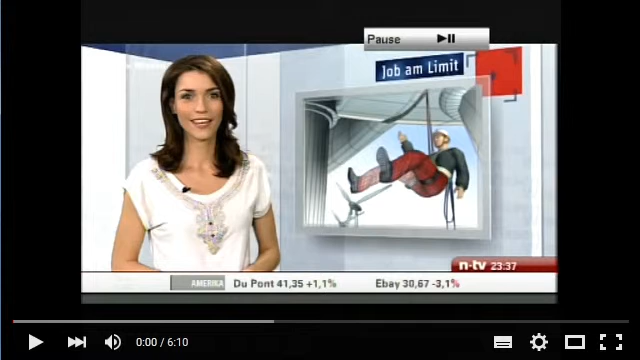 Pause
Job am Limit
n-tv 23:37
AMERIKA Du Pont 41,35 +1,1% Ebay 30,67 -3,1%
0:00 / 6:10